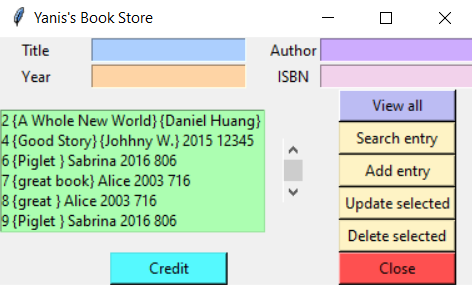 Yanis's Book Store
Title Author
Year ISBN
View all
2 {A Whole New World} {Daniel Huang}
4 {Good Story} {Johhny W.} 2015 12345
6 {Piglet } Sabrina 2016 806
7 {great book} Alice 2003 716
8 {great } Alice 2003 716
9 {Piglet } Sabrina 2016 806
Search entry
Add entry
Update selected
Delete selected
Credit
Close